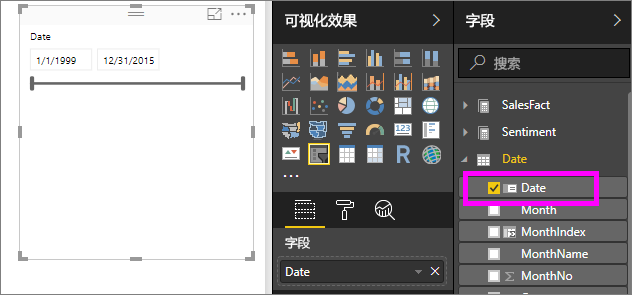 Date
1/1/1999 12/31/2015
可视化效果
123
R
字段
Date
字段
搜索
SalesFact
Sentiment
Date
Date
Month
MonthIndex
MonthName
MonthNo